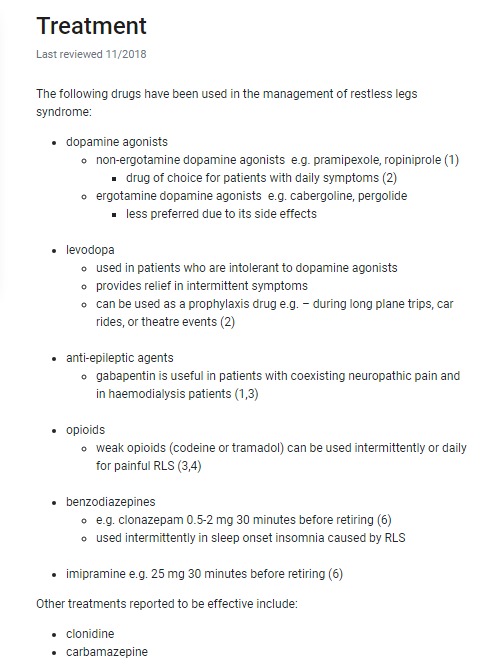 Treatment
Last reviewed 11/2018
The following drugs have been used in the management of restless legs
syndrome:
• dopamine agonists
○ non-ergotamine dopamine agonists e.g. pramipexole, ropiniprole (1)
▪ drug of choice for patients with daily symptoms (2)
○ ergotamine dopamine agonists e.g. cabergoline, pergolide
▪ less preferred due to its side effects
• levodopa
○ used in patients who are intolerant to dopamine agonists
○ provides relief in intermittent symptoms
○ can be used as a prophylaxis drug e.g. – during long plane trips, car
rides, or theatre events (2)
• anti-epileptic agents
○ gabapentin is useful in patients with coexisting neuropathic pain and
in haemodialysis patients (1,3)
• opioids
○ weak opioids (codeine or tramadol) can be used intermittently or daily
for painful RLS (3,4)
• benzodiazepines
○ e.g. clonazepam 0.5-2 mg 30 minutes before retiring (6)
○ used intermittently in sleep onset insomnia caused by RLS
• imipramine e.g. 25 mg 30 minutes before retiring (6)
Other treatments reported to be effective include:
• clonidine
• carbamazepine